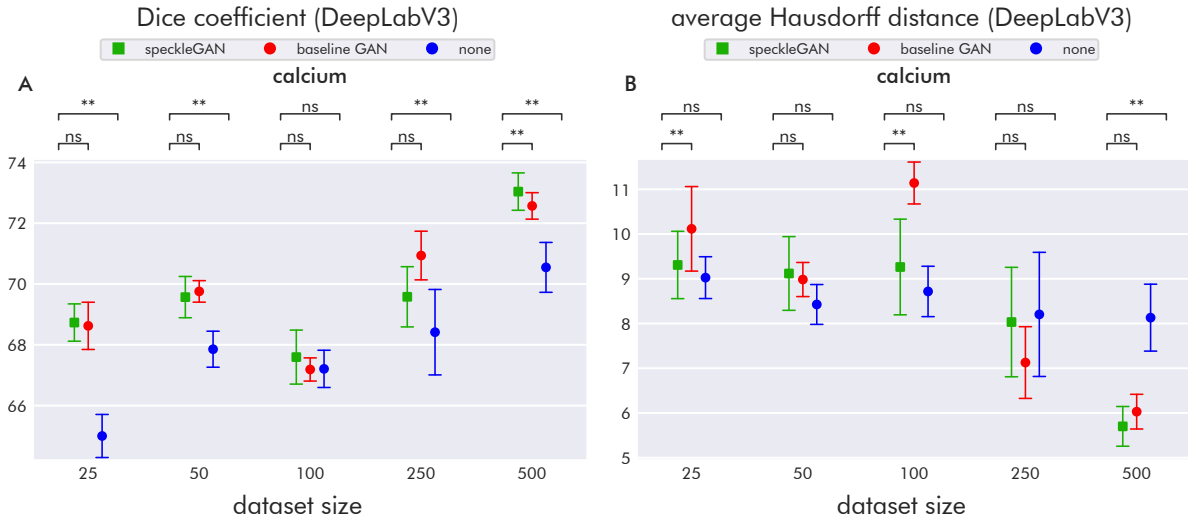 Dice coefficient (DeepLabV3)
speckleGAN baseline GAN none
A
calcium
** ** ns ** **
ns ns ns ns **
74
72
70
68
66
25 50 100 250 500
dataset size
average Hausdorff distance (DeepLabV3)
speckleGAN baseline GAN none
B
calcium
ns ns ns ns **
** ns ** ns ns
11
10
9
8
7
6
5
25 50 100 250 500
dataset size